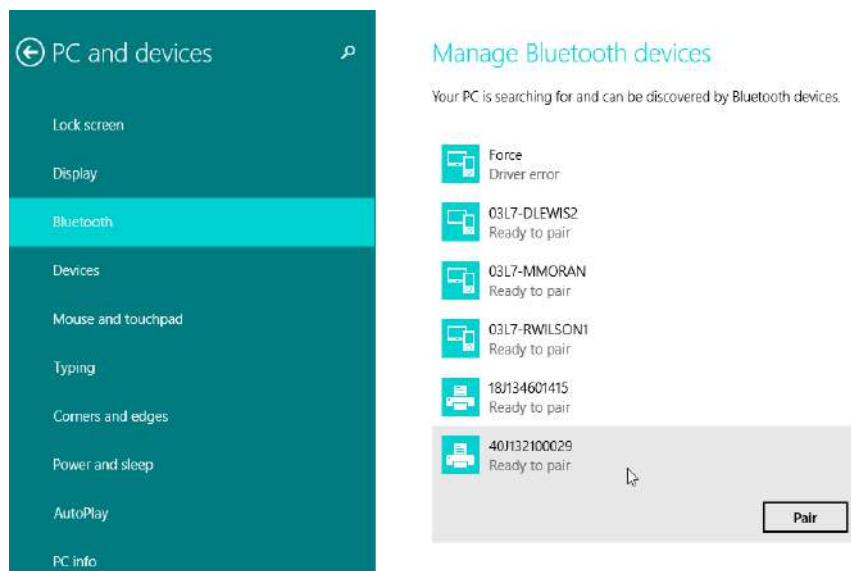 PC and devices
Lock screen
Display
Bluetooth
Devices
Mouse and touchpad
Typing
Corners and edges
Power and sleep
AutoPlay
PC info
Manage Bluetooth devices
Your PC is searching for and can be discovered by Bluetooth devices.
Force
Driver error
03L7-DLEWIS2
Ready to pair
03L7-MMORAN
Ready to pair
03L7-RWILSON1
Ready to pair
18J134601415
Ready to pair
40J132100029
Ready to pair
Pair